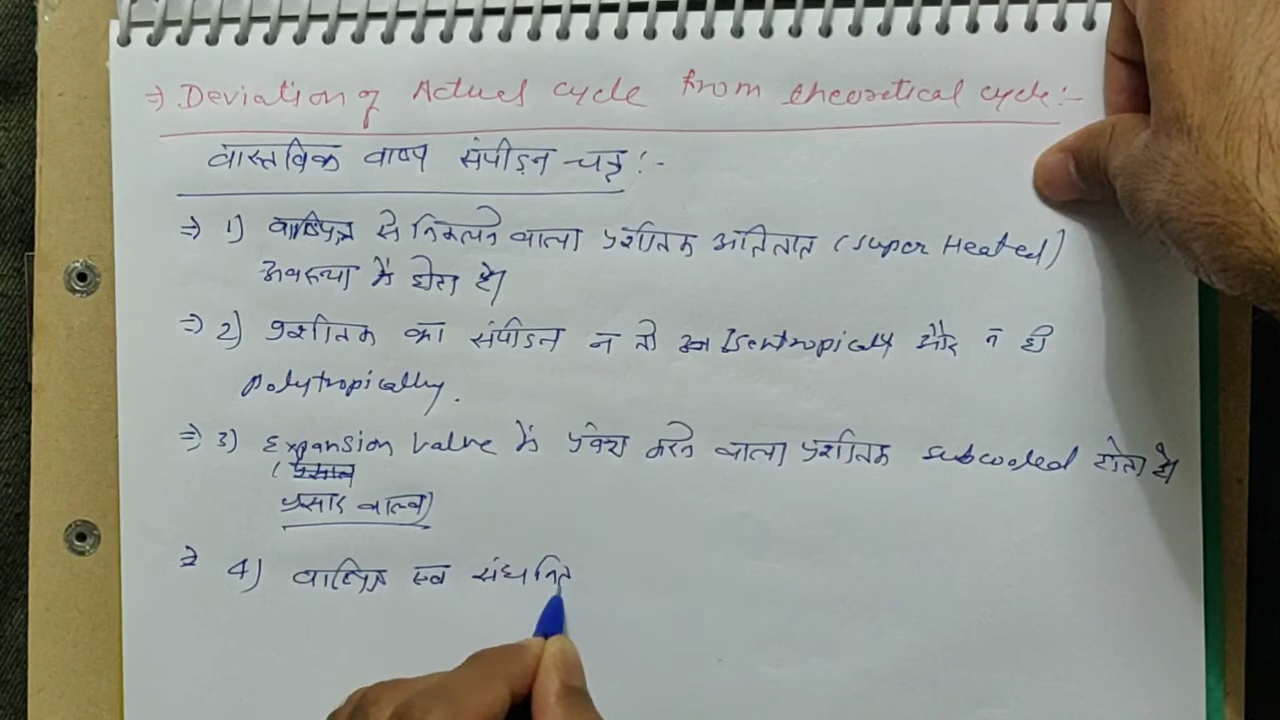 ⇒ Deviation of Actual cycle from theoretical cycle:-
वास्तविक वाष्प संपीड़न चक्र:-
⇒ 1) वाष्पित्र से निकलने वाला प्रशीतक अतितप्त (Super Heated)
अवस्था में होता है।
⇒ 2) प्रशीतक का संपीडन न तो Isentropically और न ही
polytropically.
⇒ 3) Expansion Valve में प्रवेश करने वाला प्रशीतक subcooled होता है।
(प्रसार वाल्व)
⇒ 4) वाष्पित्र एवं संघनित्र